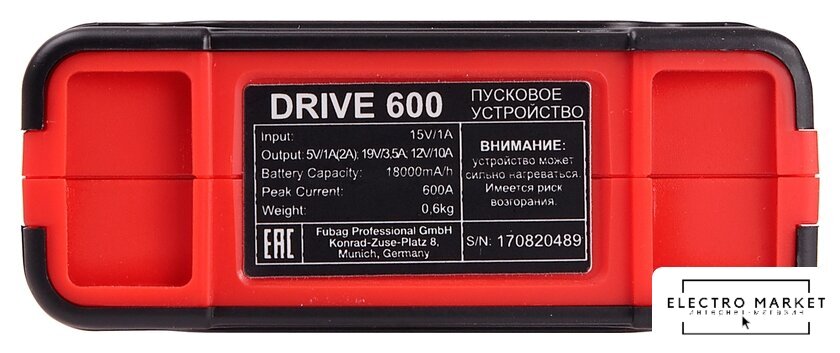 DRIVE 600
ПУСКОВОЕ
УСТРОЙСТВО
Input: 15V/1A
Output: 5V/1A(2A); 19V/3,5A; 12V/10A
Battery Capacity: 18000mA/h
Peak Current: 600A
Weight: 0,6kg
ВНИМАНИЕ:
устройство может
сильно нагреваться.
Имеется риск
возгорания.
EAC
Fubag Professional GmbH
Konrad-Zuse-Platz 8,
Munich, Germany
S/N: 170820489
ELECTRO MARKET
ИНТЕРНЕТ-МАГАЗИН